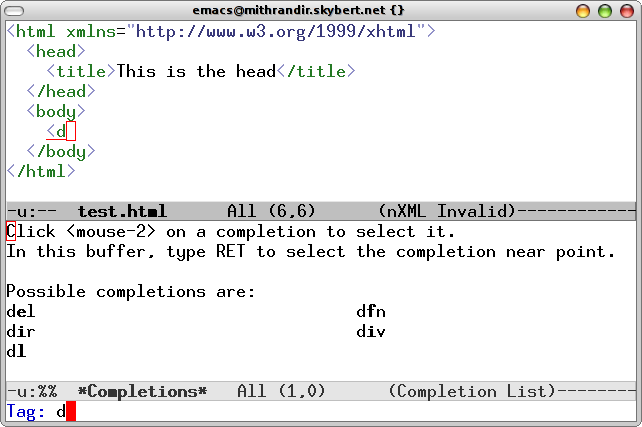 emacs@mithrandir.skybert.net {}
<html xmlns="http://www.w3.org/1999/xhtml">
  <head>
    <title>This is the head</title>
  </head>
  <body>
    <d
  </body>
</html>
-u:--  test.html      All (6,6)      (nXML Invalid)------------
Click <mouse-2> on a completion to select it.
In this buffer, type RET to select the completion near point.

Possible completions are:
del                                dfn
dir                                div
dl
-u:%%  *Completions*   All (1,0)      (Completion List)--------
Tag: d